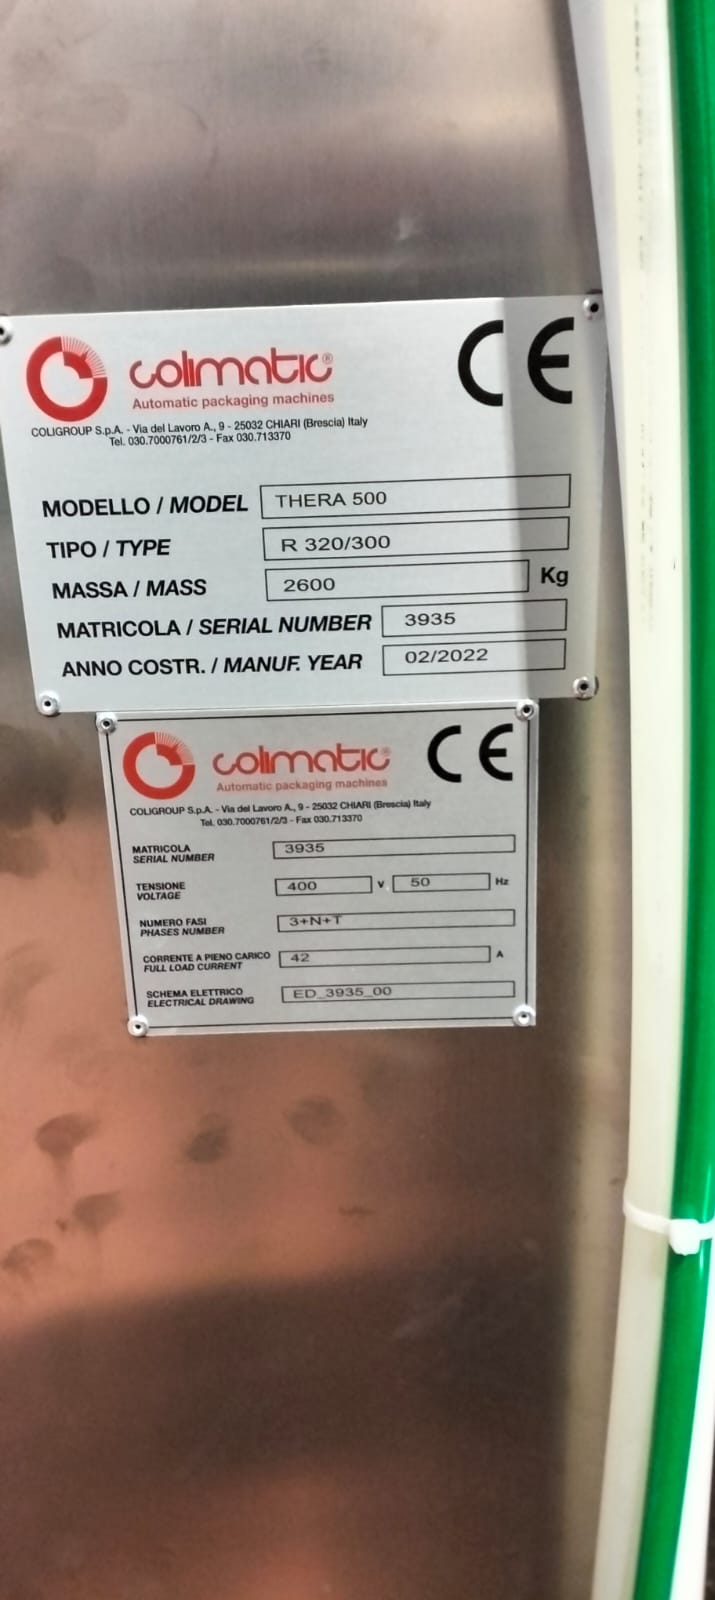 colimatic®
Automatic packaging machines
CE
COLIGROUP S.p.A. - Via del Lavoro A., 9 - 25032 CHIARI (Brescia) Italy
Tel. 030.7000761/2/3 - Fax 030.713370
MODELLO / MODEL THERA 500
TIPO / TYPE R 320/300
MASSA / MASS 2600 Kg
MATRICOLA / SERIAL NUMBER 3935
ANNO COSTR. / MANUF. YEAR 02/2022
colimatic®
Automatic packaging machines
CE
COLIGROUP S.p.A. - Via del Lavoro A., 9 - 25032 CHIARI (Brescia) Italy
Tel. 030.7000761/2/3 - Fax 030.713370
MATRICOLA 3935
SERIAL NUMBER
TENSIONE 400 V 50 Hz
VOLTAGE
NUMERO FASI 3+N+T
PHASES NUMBER
CORRENTE A PIENO CARICO 42 A
FULL LOAD CURRENT
SCHEMA ELETTRICO ED_3935_00
ELECTRICAL DRAWING